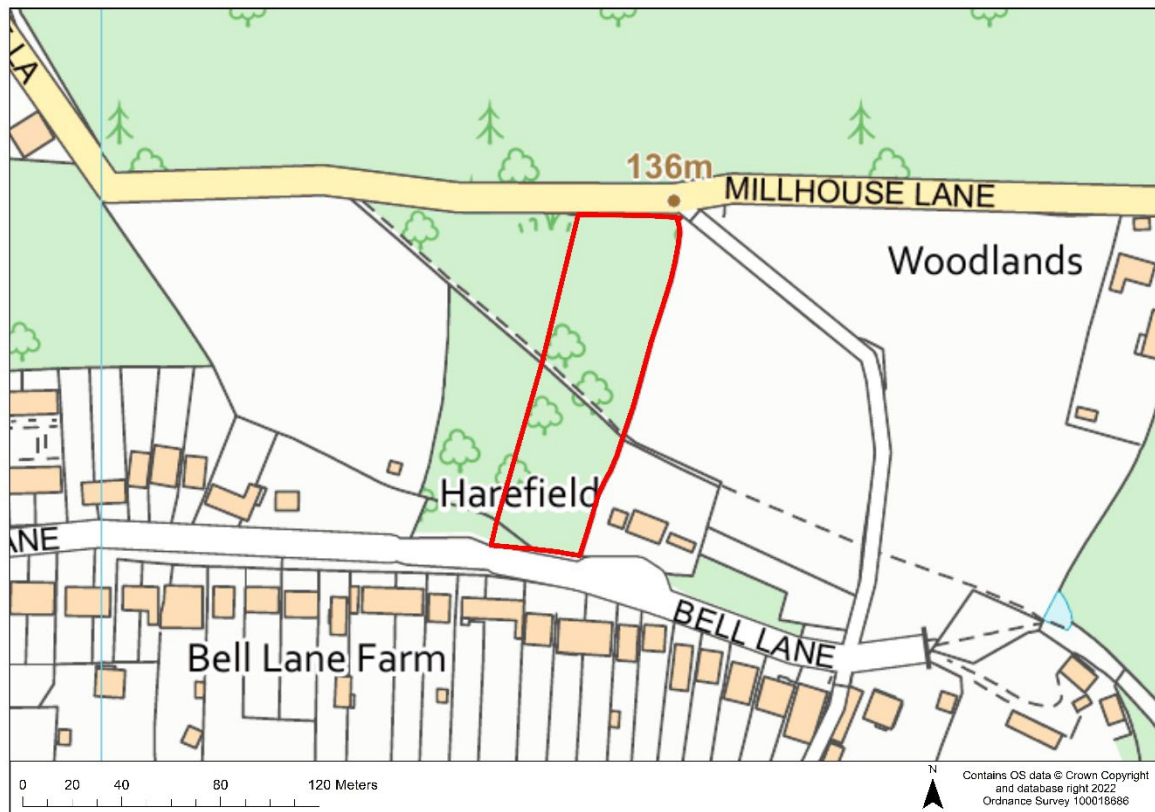 LA
136m
MILLHOUSE LANE
Woodlands
Harefield
ANE
BELL LANE
Bell Lane Farm
0 20 40 80 120 Meters
N
Contains OS data © Crown Copyright
and database right 2022
Ordnance Survey 100018686